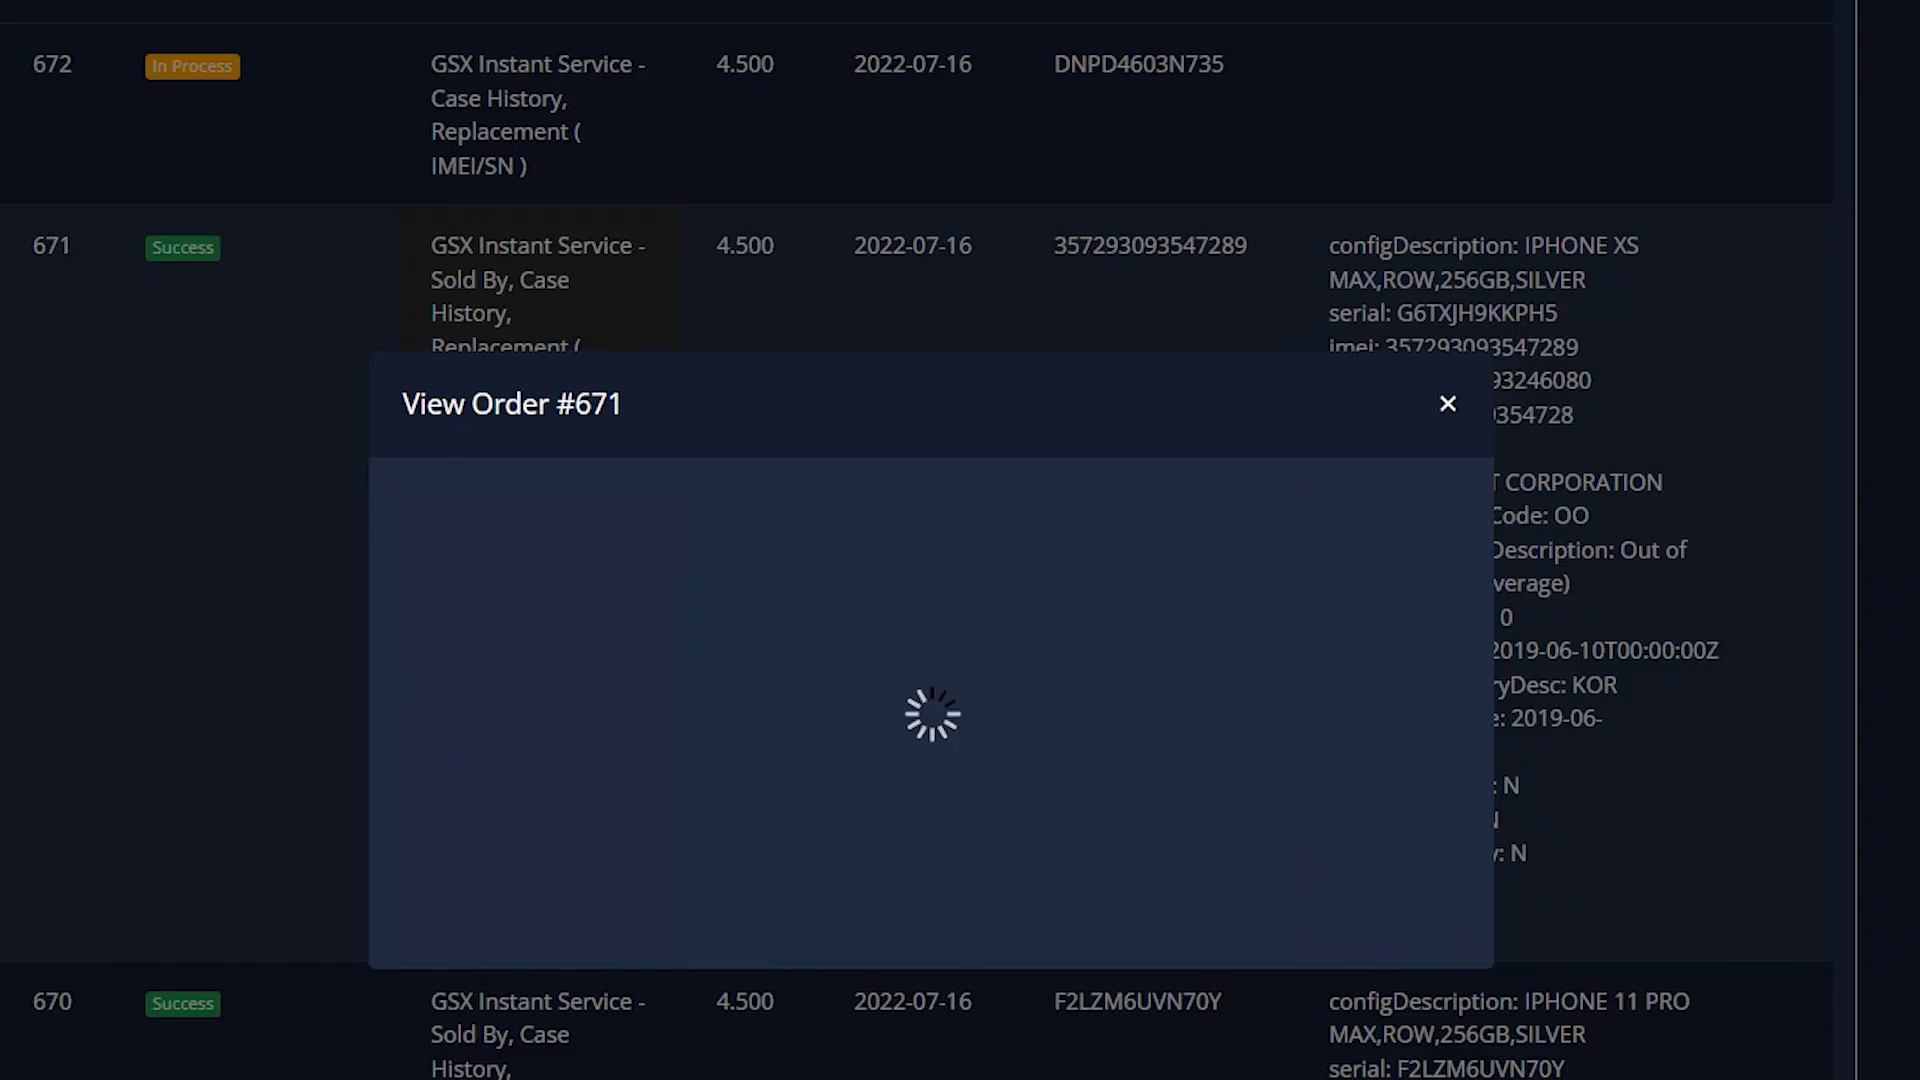 672 In Process GSX Instant Service - 4.500 2022-07-16 DNPD4603N735
Case History,
Replacement (
IMEI/SN )
671 Success GSX Instant Service - 4.500 2022-07-16 357293093547289 configDescription: IPHONE XS
Sold By, Case MAX,ROW,256GB,SILVER
History, serial: G6TXJH9KKPH5
Replacement ( imei: 357293093547289
93246080
View Order #671 ×
354728
T CORPORATION
Code: OO
Description: Out of
verage)
0
2019-06-10T00:00:00Z
ryDesc: KOR
e: 2019-06-
: N
y: N
670 Success GSX Instant Service - 4.500 2022-07-16 F2LZM6UVN70Y configDescription: IPHONE 11 PRO
Sold By, Case MAX,ROW,256GB,SILVER
History, serial: F2LZM6UVN70Y